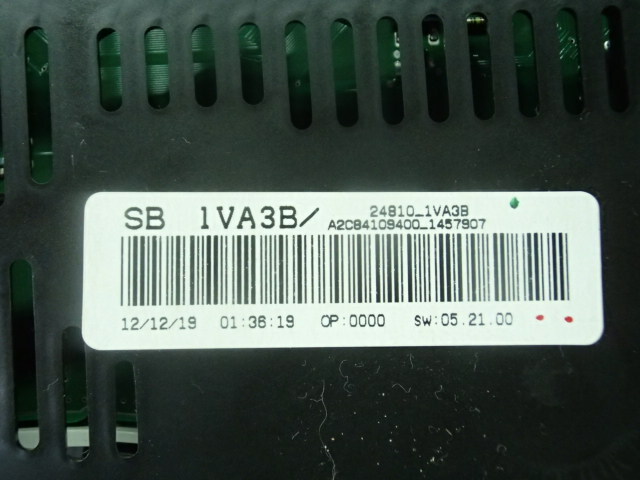 SB 1VA3B/ 24810_1VA3B
A2C84109400_1457907
12/12/19 01:36:19 OP:0000 SW:05.21.00